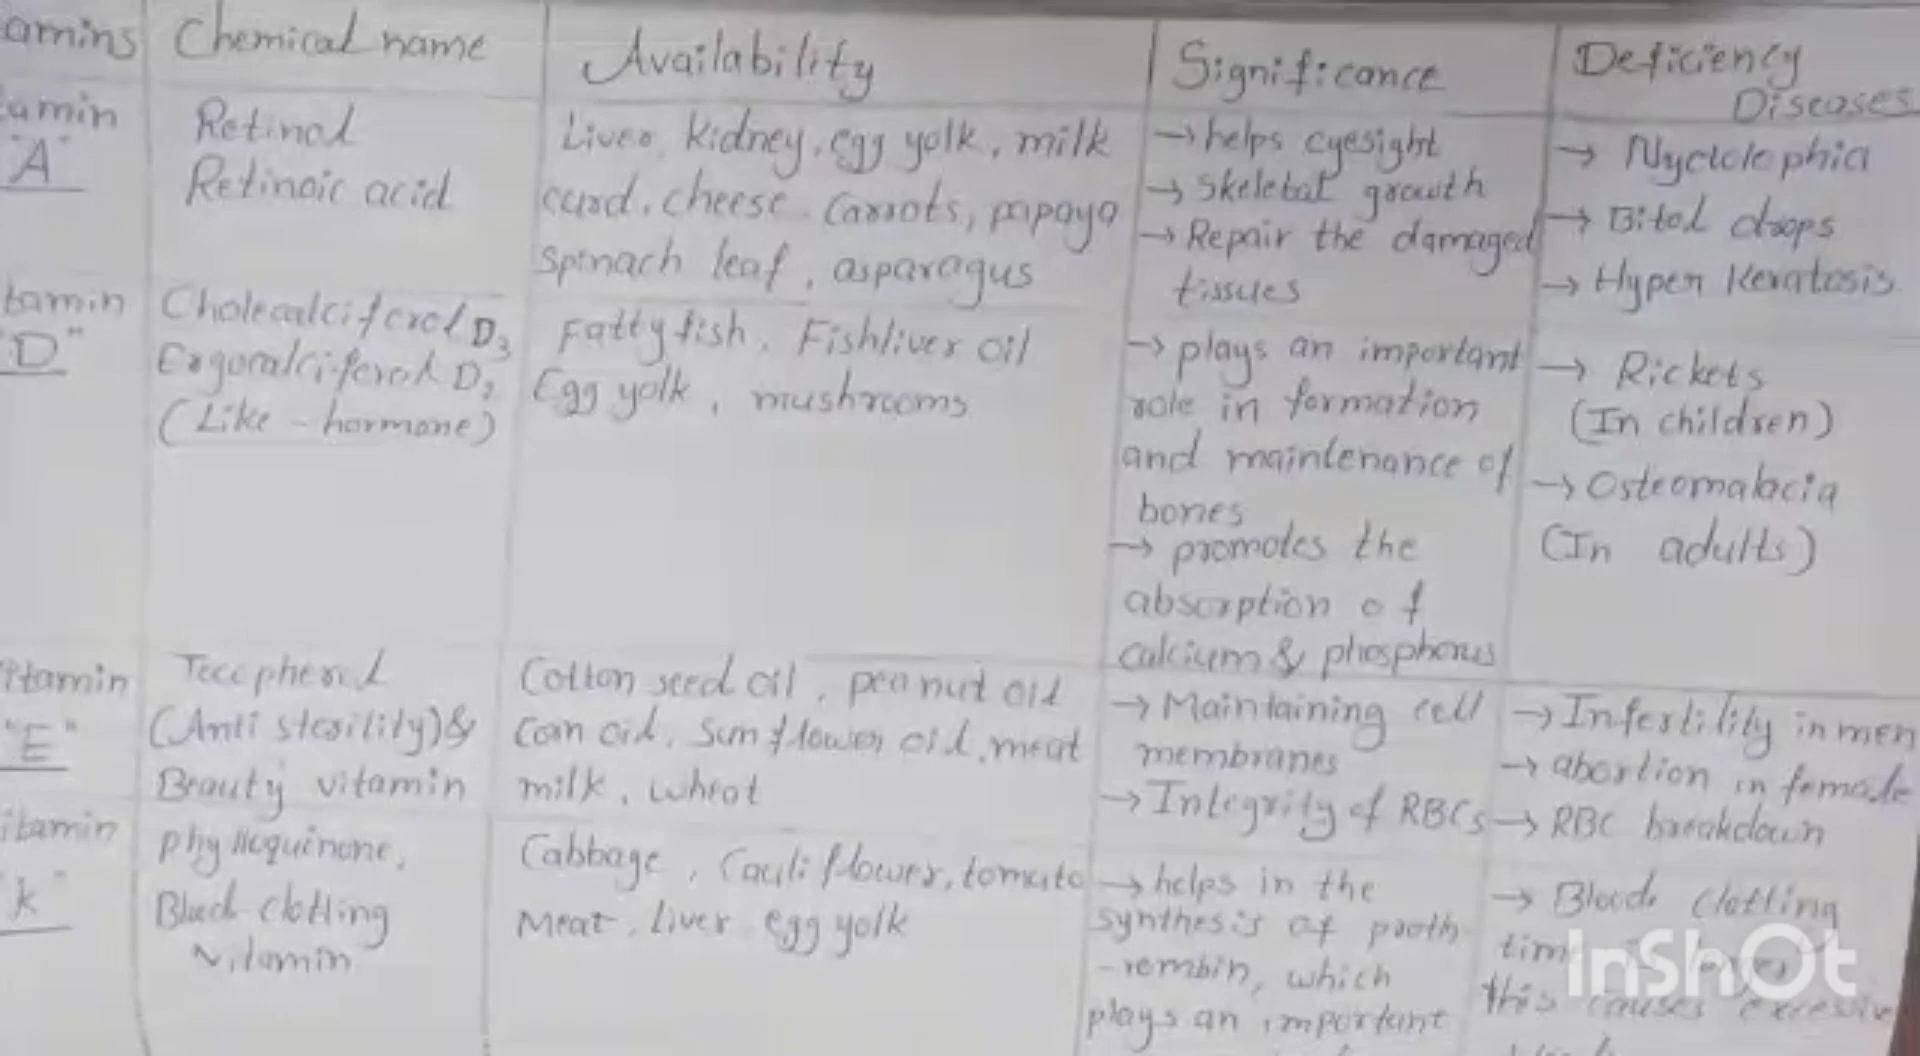 amins Chemical name Availability Significance Deficiency Diseases
amin "A"
Retinol
Retinoic acid
Liver, kidney, egg yolk, milk
curd, cheese, carrots, papaya
spinach leaf, asparagus
→ helps eyesight
→ skeletal growth
→ Repair the damaged
tissues
→ Nyctolophia
→ Bitol drops
→ Hyper Keratosis
tamin "D"
Cholecalciferol D3
Ergocalciferol D2
(Like - hormone)
Fatty fish, Fishliver oil
Egg yolk, mushrooms
→ plays an important
role in formation
and maintenance of
bones
→ promotes the
absorption of
calcium & phosphorus
→ Rickets
(In children)
→ Osteomalacia
(In adults)
itamin "E"
Tocopherol
(Anti sterility) &
Beauty vitamin
Cotton seed oil, peanut oil
Corn oil, Sunflower oil, meat
milk, wheat
→ Maintaining cell
membranes
→ Integrity of RBCs
→ Infertility in men
→ abortion in female
→ RBC breakdown
itamin "K"
phylloquinone,
Blood clotting
vitamin
Cabbage, Cauliflower, tomato
Meat, liver, egg yolk
→ helps in the
synthesis of proth
-rombin, which
plays an important
→ Blood clotting
this causes excessive
InShOt